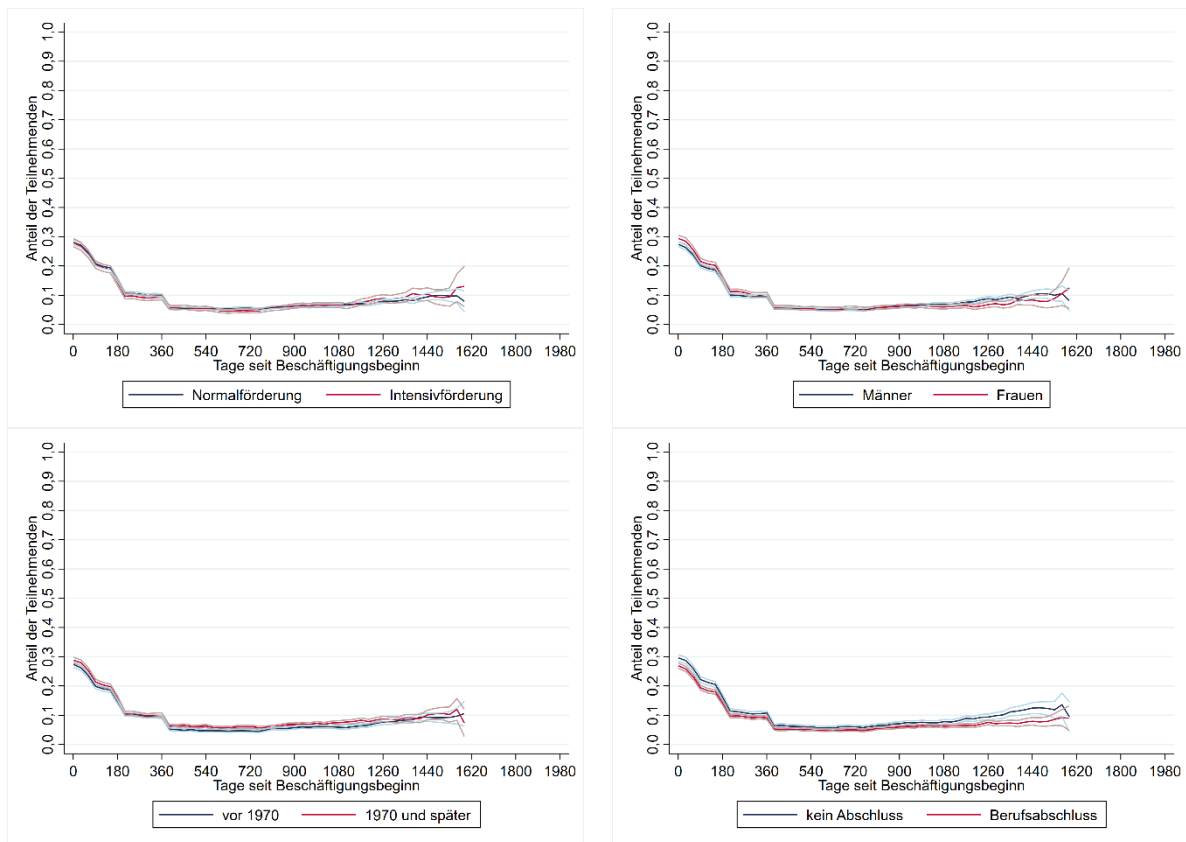 Anteil der Teilnehmenden
0,0 0,1 0,2 0,3 0,4 0,5 0,6 0,7 0,8 0,9 1,0
0 180 360 540 720 900 1080 1260 1440 1620 1800 1980
Tage seit Beschäftigungsbeginn
Normalförderung Intensivförderung
Anteil der Teilnehmenden
0,0 0,1 0,2 0,3 0,4 0,5 0,6 0,7 0,8 0,9 1,0
0 180 360 540 720 900 1080 1260 1440 1620 1800 1980
Tage seit Beschäftigungsbeginn
Männer Frauen
Anteil der Teilnehmenden
0,0 0,1 0,2 0,3 0,4 0,5 0,6 0,7 0,8 0,9 1,0
0 180 360 540 720 900 1080 1260 1440 1620 1800 1980
Tage seit Beschäftigungsbeginn
vor 1970 1970 und später
Anteil der Teilnehmenden
0,0 0,1 0,2 0,3 0,4 0,5 0,6 0,7 0,8 0,9 1,0
0 180 360 540 720 900 1080 1260 1440 1620 1800 1980
Tage seit Beschäftigungsbeginn
kein Abschluss Berufsabschluss